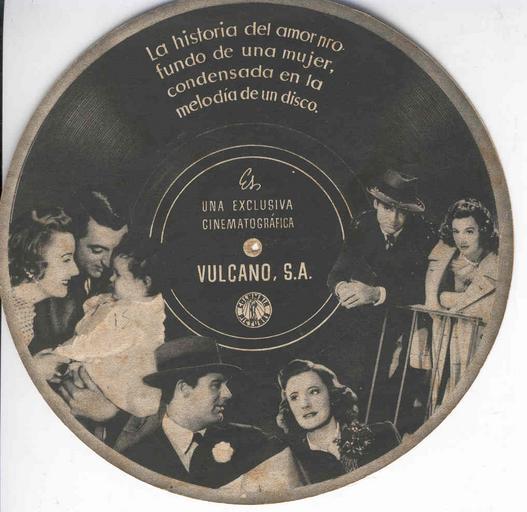 La historia del amor pro-
fundo de una mujer,
condensada en la
melodía de un disco.
Es
UNA EXCLUSIVA
CINEMATOGRÁFICA
VULCANO, S.A.